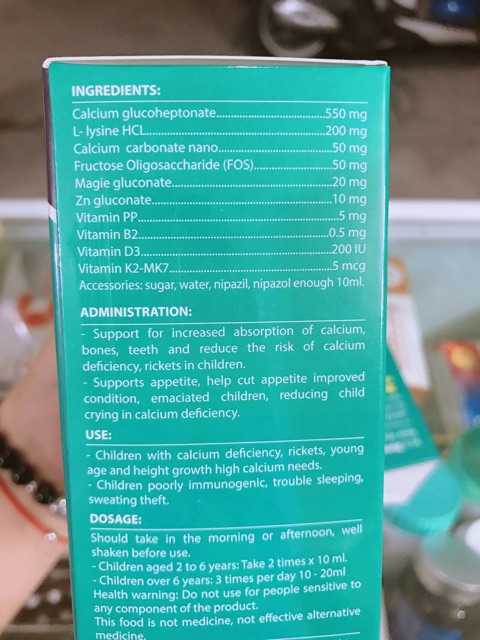 INGREDIENTS:
Calcium glucoheptonate..............................550 mg
L- lysine HCL................................................200 mg
Calcium carbonate nano..............................50 mg
Fructose Oligosaccharide (FOS)....................50 mg
Magie gluconate...........................................20 mg
Zn gluconate.................................................10 mg
Vitamin PP......................................................5 mg
Vitamin B2....................................................0.5 mg
Vitamin D3....................................................200 IU
Vitamin K2-MK7............................................5 mcg
Accessories: sugar, water, nipazil, nipazol enough 10ml.
ADMINISTRATION:
- Support for increased absorption of calcium,
bones, teeth and reduce the risk of calcium
deficiency, rickets in children.
- Supports appetite, help cut appetite improved
condition, emaciated children, reducing child
crying in calcium deficiency.
USE:
- Children with calcium deficiency, rickets, young
age and height growth high calcium needs.
- Children poorly immunogenic, trouble sleeping,
sweating theft.
DOSAGE:
Should take in the morning or afternoon, well
shaken before use.
- Children aged 2 to 6 years: Take 2 times x 10 ml.
- Children over 6 years: 3 times per day 10 - 20ml
Health warning: Do not use for people sensitive to
any component of the product.
This food is not medicine, not effective alternative
medicine.